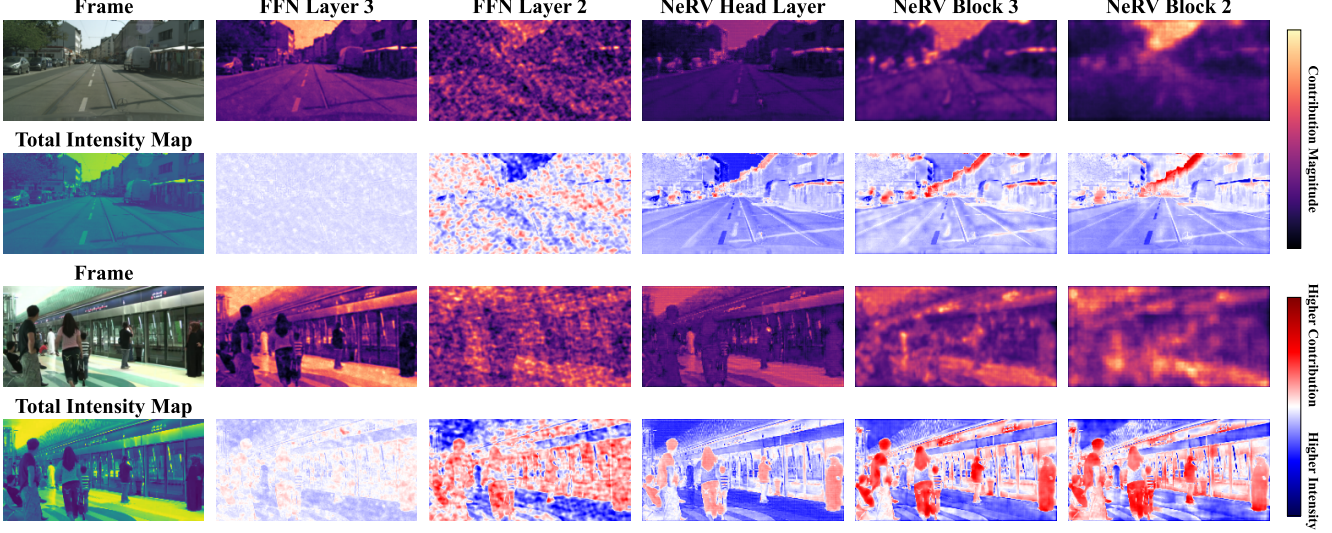 Frame FFN Layer 3 FFN Layer 2 NeRV Head Layer NeRV Block 3 NeRV Block 2
Contribution Magnitude
Total Intensity Map
Frame
Higher Contribution
Higher Intensity
Total Intensity Map